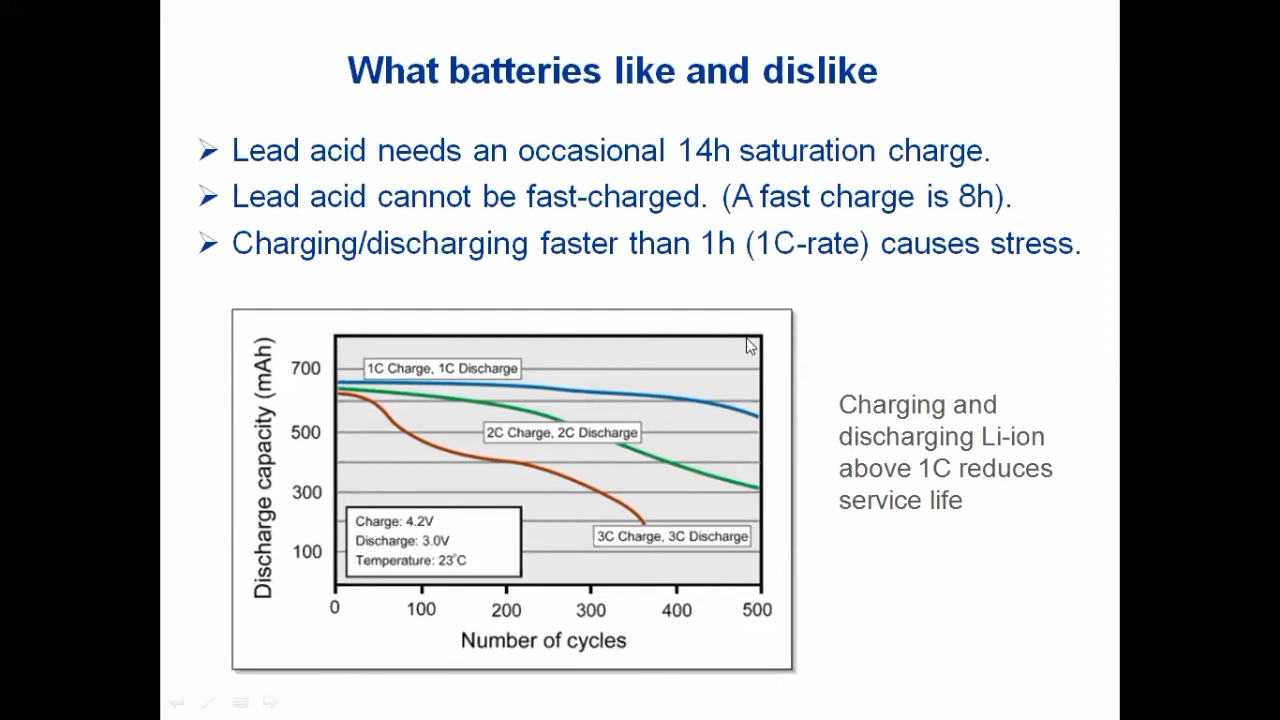 What batteries like and dislike
Lead acid needs an occasional 14h saturation charge.
Lead acid cannot be fast-charged. (A fast charge is 8h).
Charging/discharging faster than 1h (1C-rate) causes stress.
Discharge capacity (mAh)
700
500
300
100
1C Charge, 1C Discharge
2C Charge, 2C Discharge
3C Charge, 3C Discharge
Charge: 4.2V
Discharge: 3.0V
Temperature: 23°C
0 100 200 300 400 500
Number of cycles
Charging and
discharging Li-ion
above 1C reduces
service life